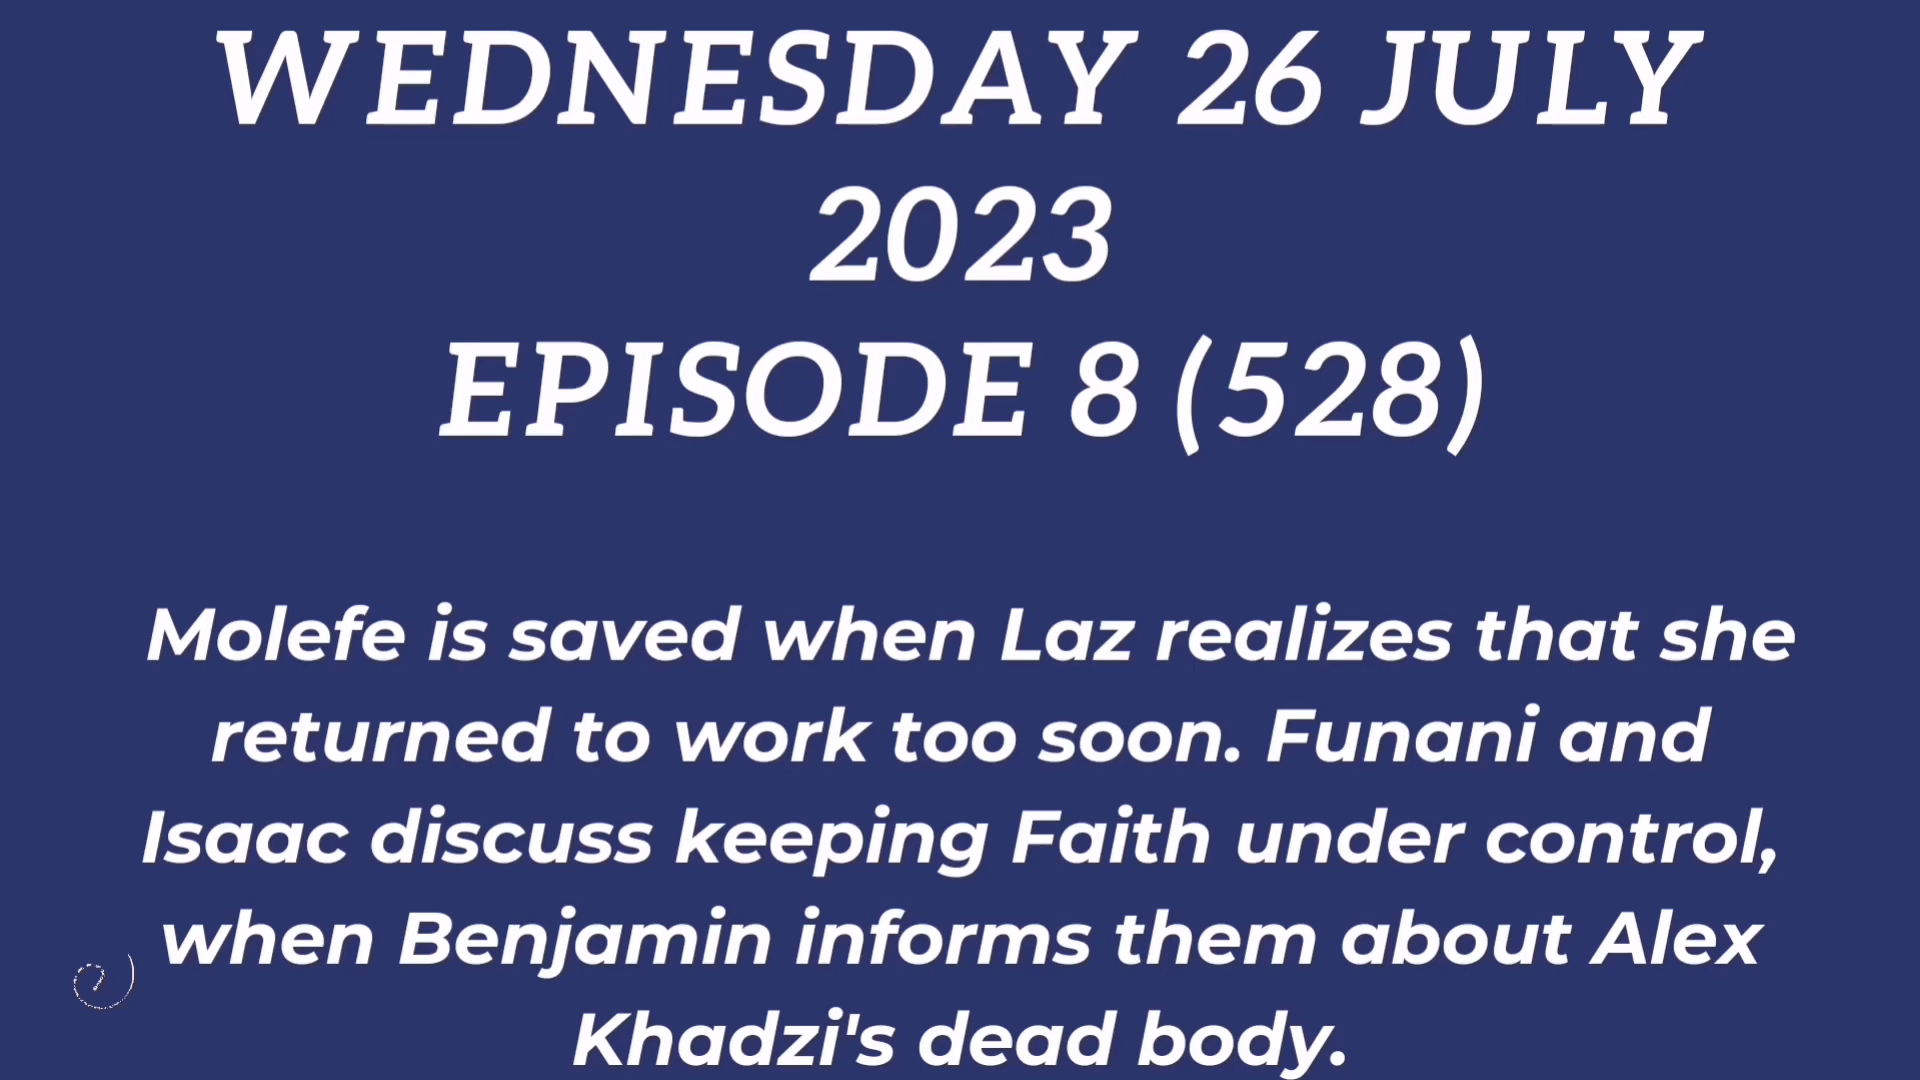 WEDNESDAY 26 JULY
2023
EPISODE 8 (528)
Molefe is saved when Laz realizes that she
returned to work too soon. Funani and
Isaac discuss keeping Faith under control,
when Benjamin informs them about Alex
Khadzi's dead body.